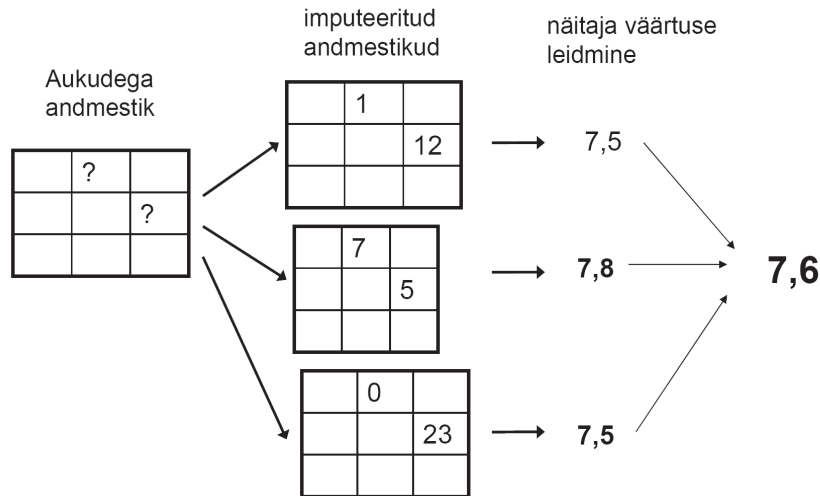 Aukudega
andmestik
?
?
imputeeritud
andmestikud
1
12
7
5
0
23
näitaja väärtuse
leidmine
7,5
7,8
7,5
7,6